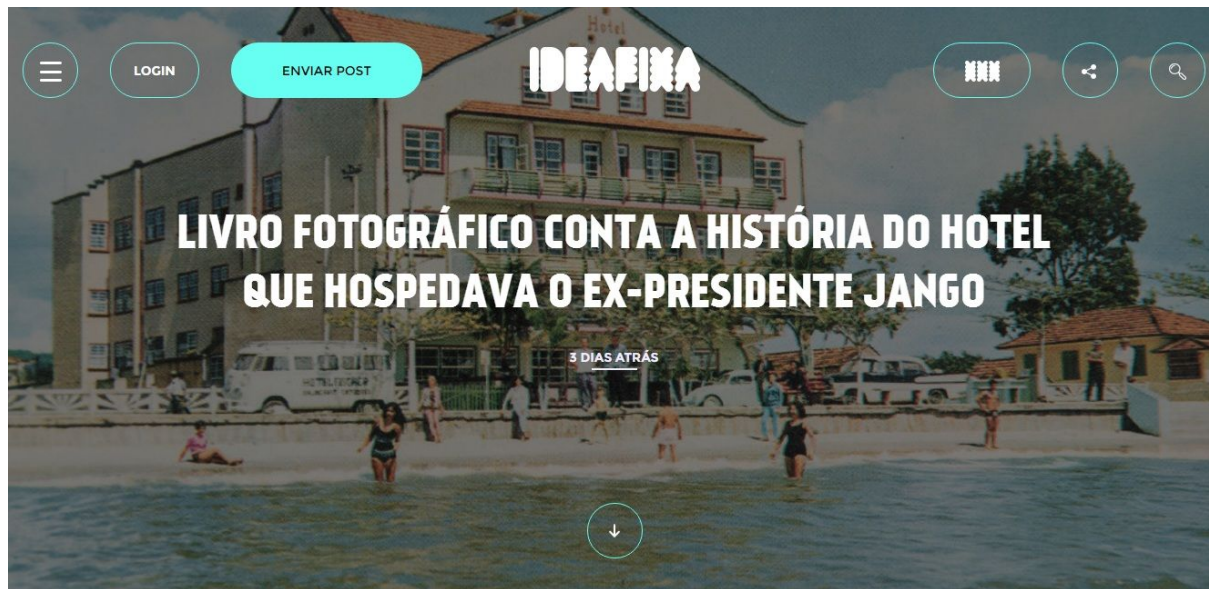 Hotel
LOGIN
ENVIAR POST
IDEAFIXA
XXX
LIVRO FOTOGRÁFICO CONTA A HISTÓRIA DO HOTEL
QUE HOSPEDAVA O EX-PRESIDENTE JANGO
3 DIAS ATRÁS